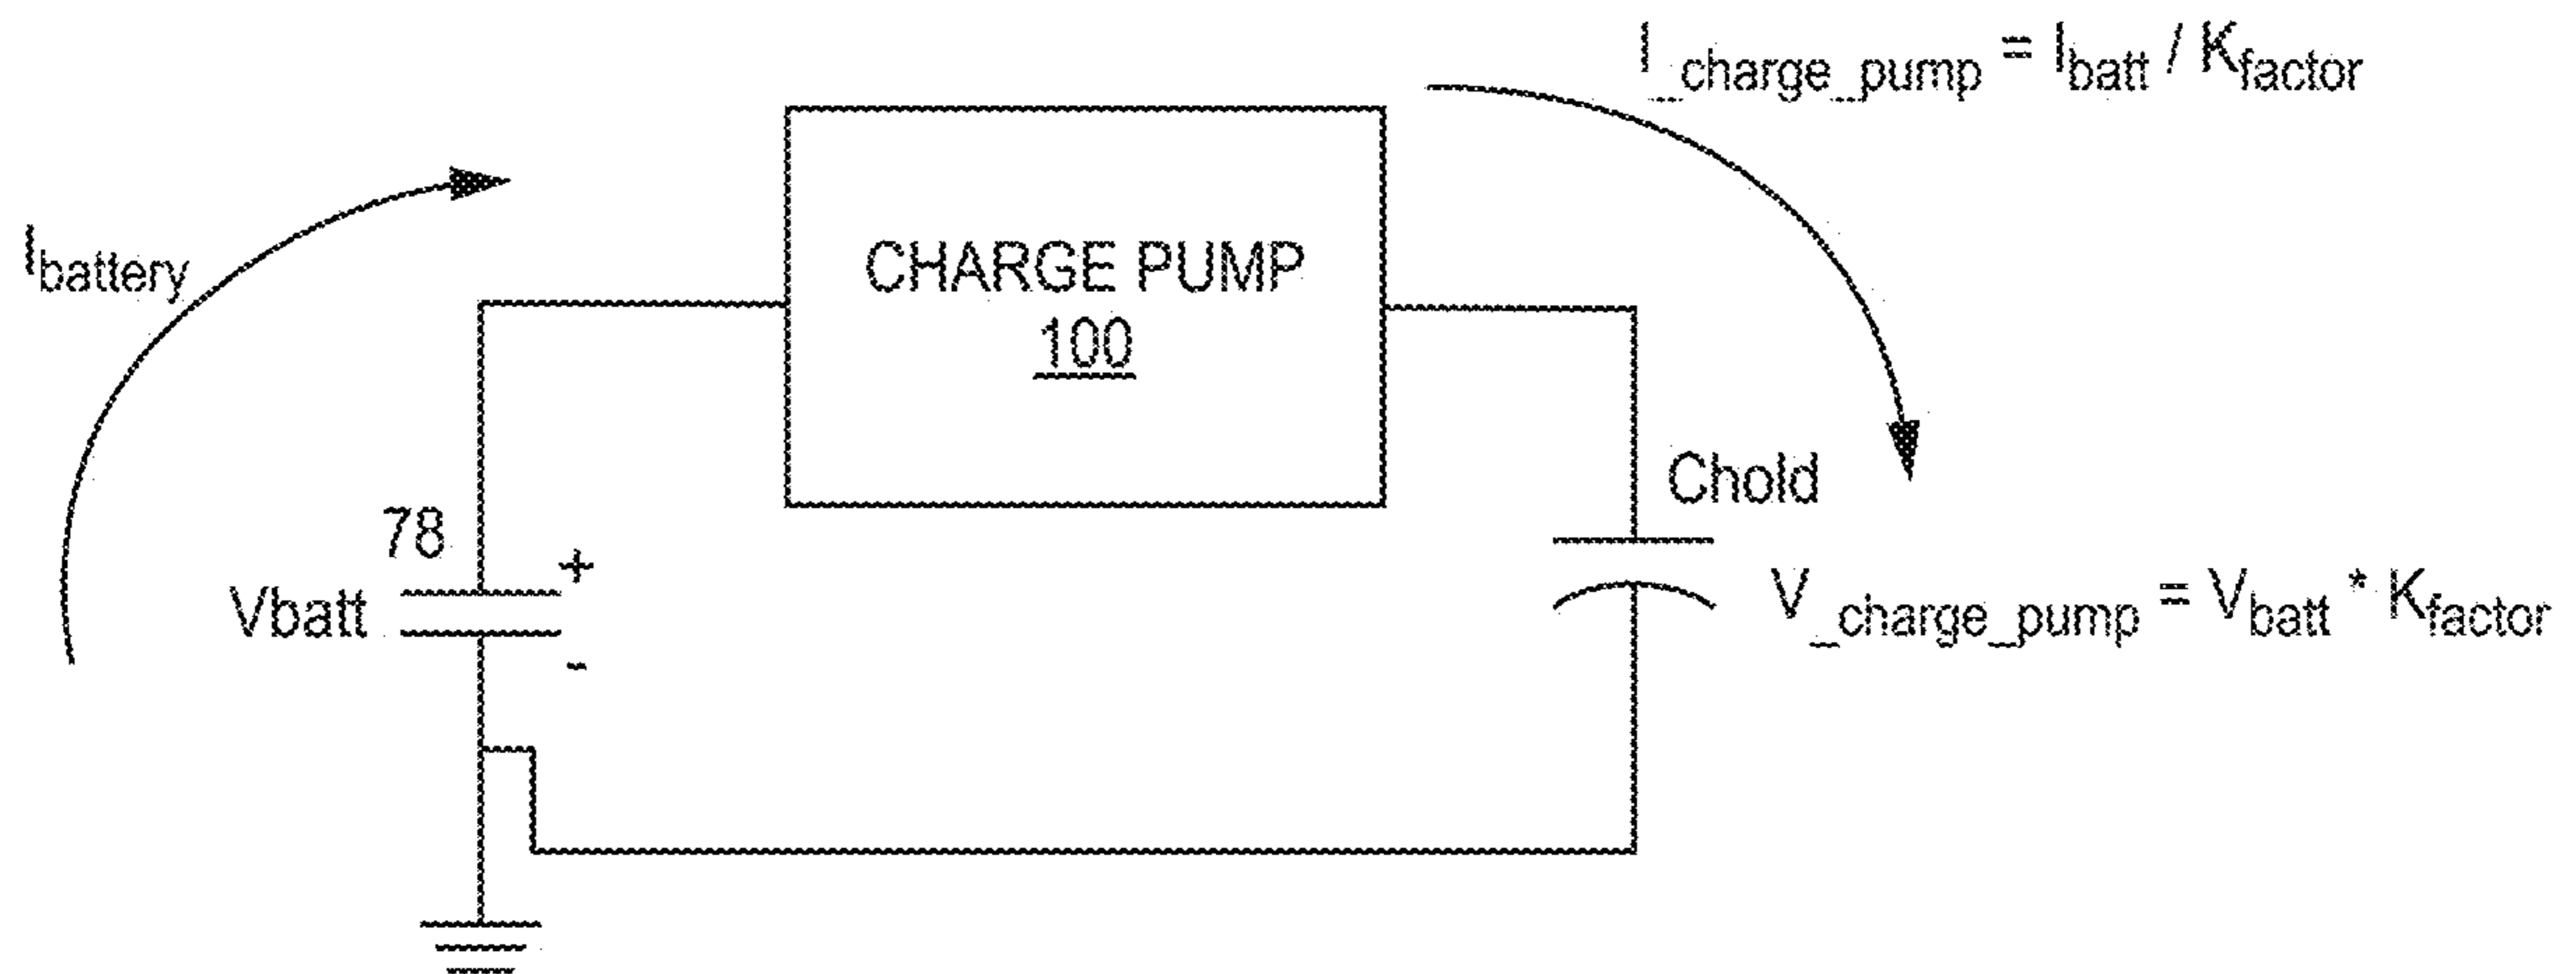 I_charge_pump = Ibatt / Kfactor
Ibattery
CHARGE PUMP
100
78
+
Vbatt
-
Chold
V_charge_pump = Vbatt * Kfactor